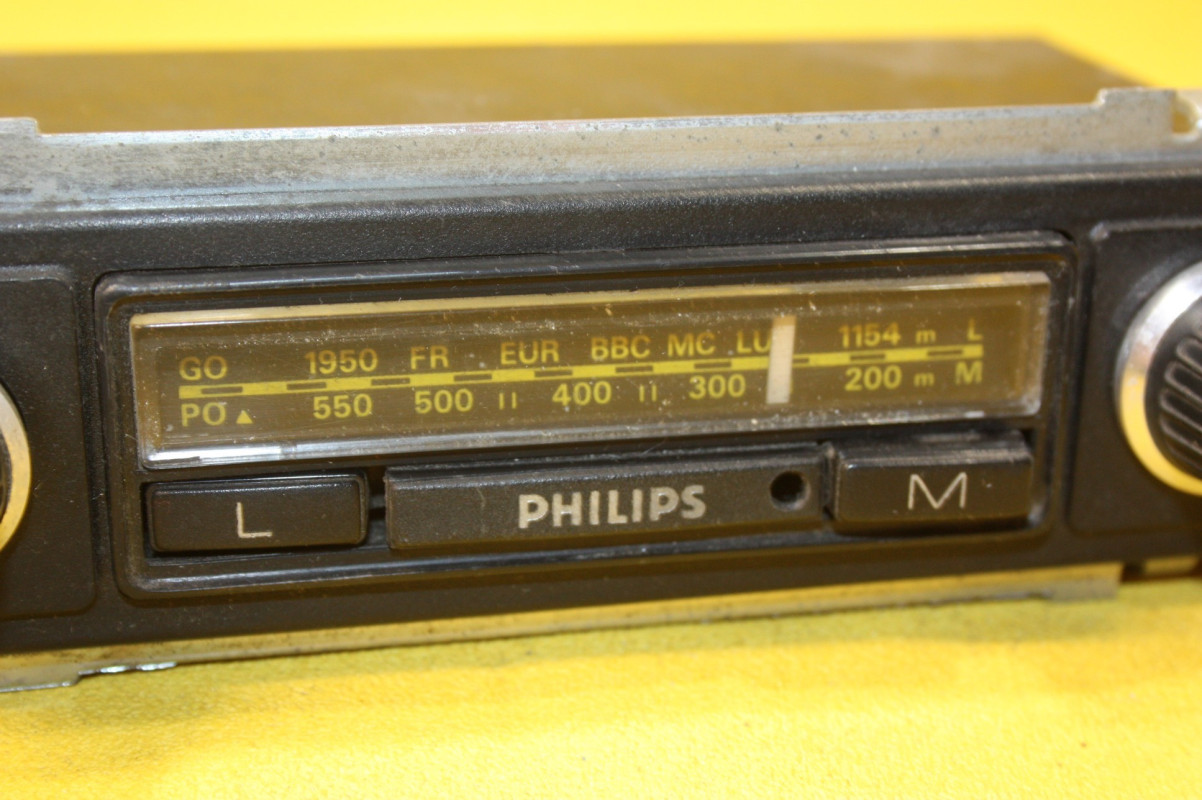 GO 1950 FR EUR BBC MC LU 1154 m L
PO ▲ 550 500 400 300 200 m M
L PHILIPS M